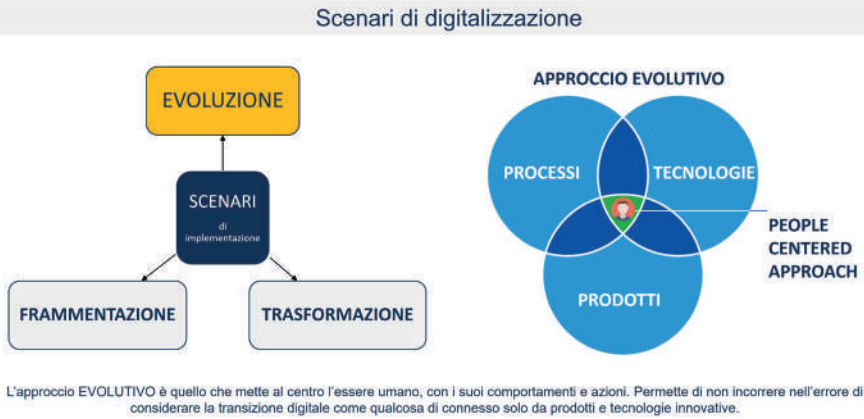 Scenari di digitalizzazione
EVOLUZIONE
SCENARI
di
implementazione
FRAMMENTAZIONE
TRASFORMAZIONE
APPROCCIO EVOLUTIVO
PROCESSI
TECNOLOGIE
PRODOTTI
PEOPLE
CENTERED
APPROACH
L'approccio EVOLUTIVO è quello che mette al centro l'essere umano, con i suoi comportamenti e azioni. Permette di non incorrere nell'errore di
considerare la transizione digitale come qualcosa di connesso solo da prodotti e tecnologie innovative.